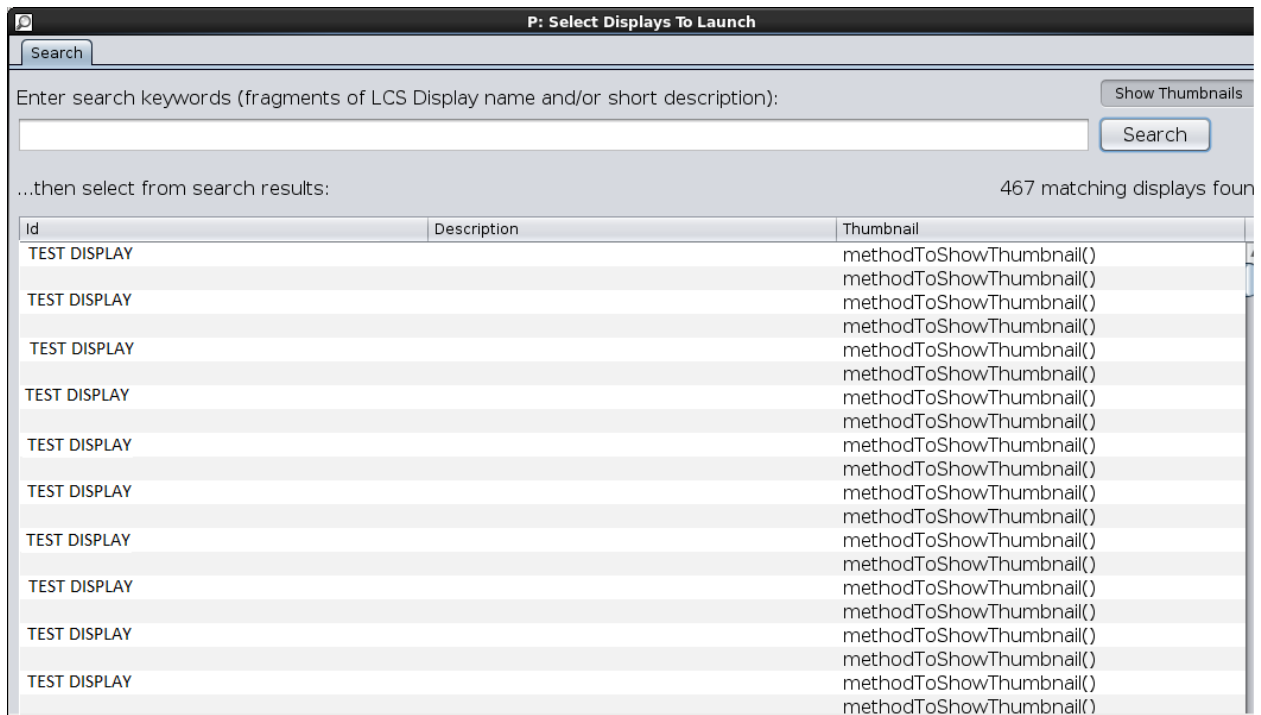 P: Select Displays To Launch
Search
Enter search keywords (fragments of LCS Display name and/or short description):
Show Thumbnails
Search
...then select from search results:
467 matching displays foun
Id Description Thumbnail
TEST DISPLAY methodToShowThumbnail()
methodToShowThumbnail()
TEST DISPLAY methodToShowThumbnail()
methodToShowThumbnail()
TEST DISPLAY methodToShowThumbnail()
methodToShowThumbnail()
TEST DISPLAY methodToShowThumbnail()
methodToShowThumbnail()
TEST DISPLAY methodToShowThumbnail()
methodToShowThumbnail()
TEST DISPLAY methodToShowThumbnail()
methodToShowThumbnail()
TEST DISPLAY methodToShowThumbnail()
methodToShowThumbnail()
TEST DISPLAY methodToShowThumbnail()
methodToShowThumbnail()
TEST DISPLAY methodToShowThumbnail()
methodToShowThumbnail()
TEST DISPLAY methodToShowThumbnail()
methodToShowThumbnail()